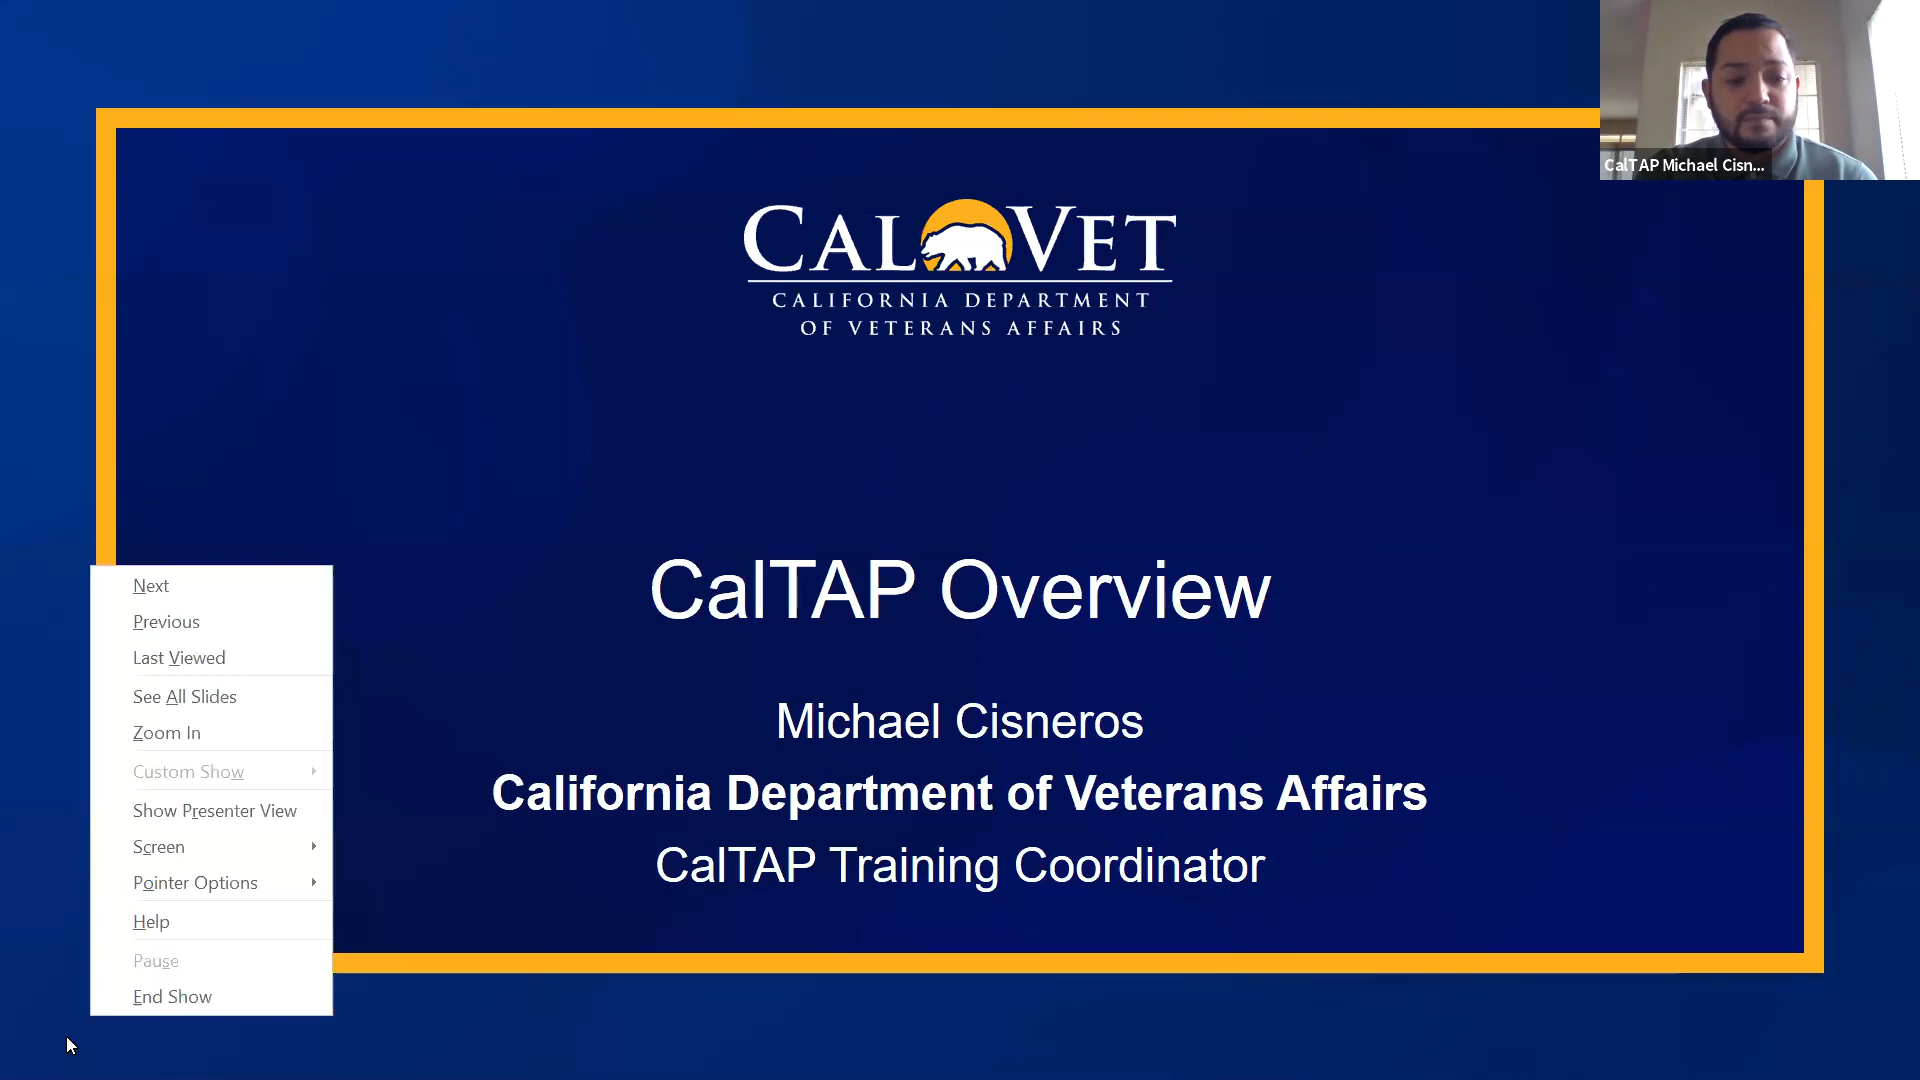 CalTAP Michael Cisn...
CALVET
CALIFORNIA DEPARTMENT
OF VETERANS AFFAIRS
CalTAP Overview
Michael Cisneros
California Department of Veterans Affairs
CalTAP Training Coordinator
Next
Previous
Last Viewed
See All Slides
Zoom In
Custom Show
Show Presenter View
Screen
Pointer Options
Help
Pause
End Show